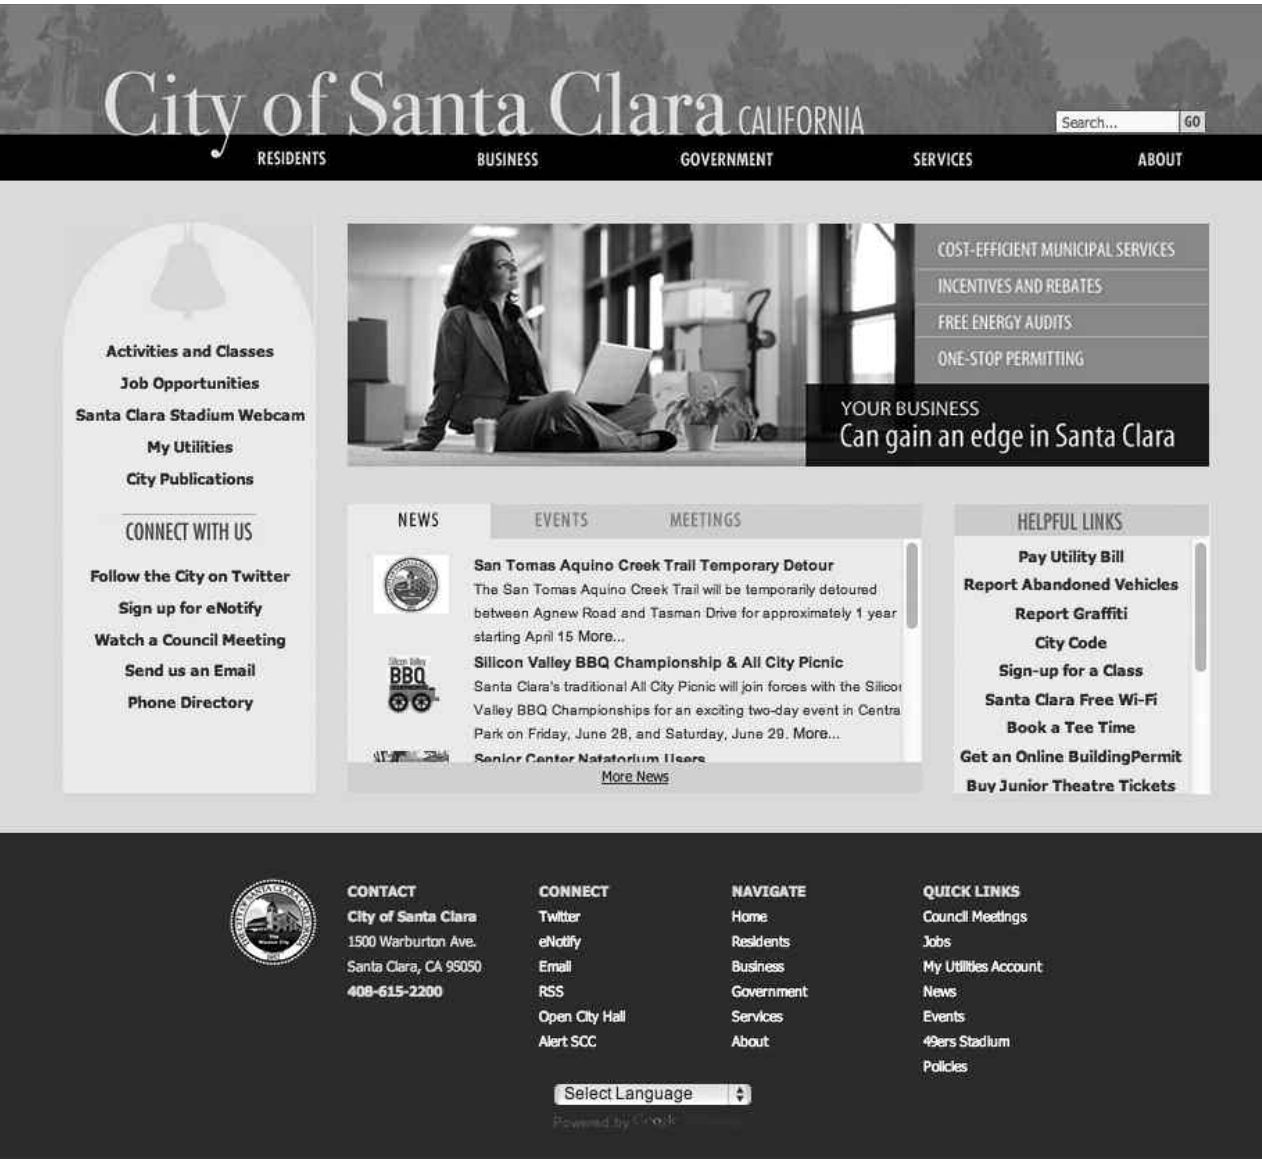 City of Santa Clara CALIFORNIA
Search... GO
RESIDENTS BUSINESS GOVERNMENT SERVICES ABOUT
Activities and Classes
Job Opportunities
Santa Clara Stadium Webcam
My Utilities
City Publications
CONNECT WITH US
Follow the City on Twitter
Sign up for eNotify
Watch a Council Meeting
Send us an Email
Phone Directory
COST-EFFICIENT MUNICIPAL SERVICES
INCENTIVES AND REBATES
FREE ENERGY AUDITS
ONE-STOP PERMITTING
YOUR BUSINESS
Can gain an edge in Santa Clara
NEWS EVENTS MEETINGS
San Tomas Aquino Creek Trail Temporary Detour
The San Tomas Aquino Creek Trail will be temporarily detoured
between Agnew Road and Tasman Drive for approximately 1 year
starting April 15 More...
Silicon Valley
BBQ
Silicon Valley BBQ Championship & All City Picnic
Santa Clara's traditional All City Picnic will join forces with the Silicon
Valley BBQ Championships for an exciting two-day event in Centra
Park on Friday, June 28, and Saturday, June 29. More...
Senior Center Natatorium Users
More News
HELPFUL LINKS
Pay Utility Bill
Report Abandoned Vehicles
Report Graffiti
City Code
Sign-up for a Class
Santa Clara Free Wi-Fi
Book a Tee Time
Get an Online BuildingPermit
Buy Junior Theatre Tickets
CONTACT
City of Santa Clara
1500 Warburton Ave.
Santa Clara, CA 95050
408-615-2200
CONNECT
Twitter
eNotify
Email
RSS
Open City Hall
Alert SCC
NAVIGATE
Home
Residents
Business
Government
Services
About
QUICK LINKS
Council Meetings
Jobs
My Utilities Account
News
Events
49ers Stadium
Policies
Select Language
Powered by Google